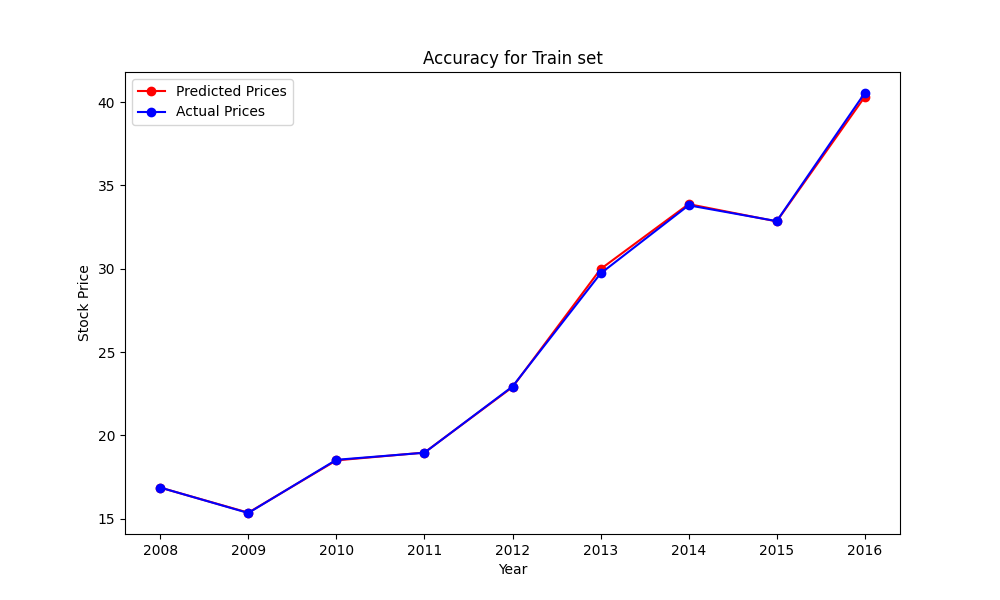 Accuracy for Train set
Predicted Prices
Actual Prices
40
35
30
25
20
15
Stock Price
2008 2009 2010 2011 2012 2013 2014 2015 2016
Year